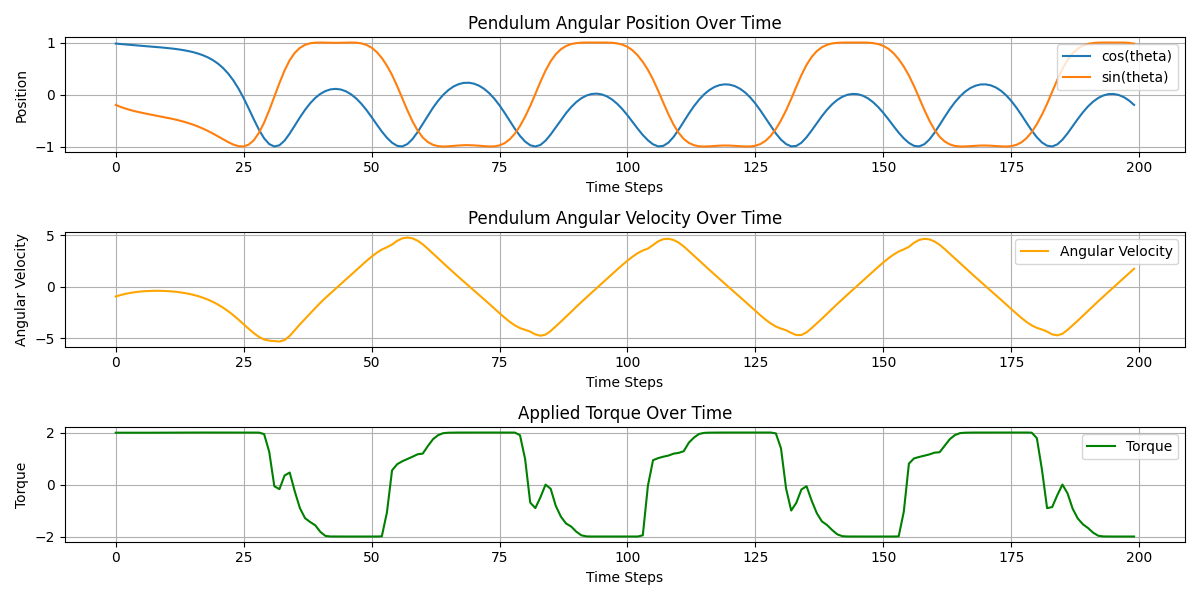 Pendulum Angular Position Over Time
1
0
−1
Position
cos(theta)
sin(theta)
0 25 50 75 100 125 150 175 200
Time Steps
Pendulum Angular Velocity Over Time
5
0
−5
Angular Velocity
Angular Velocity
0 25 50 75 100 125 150 175 200
Time Steps
Applied Torque Over Time
2
0
−2
Torque
Torque
0 25 50 75 100 125 150 175 200
Time Steps